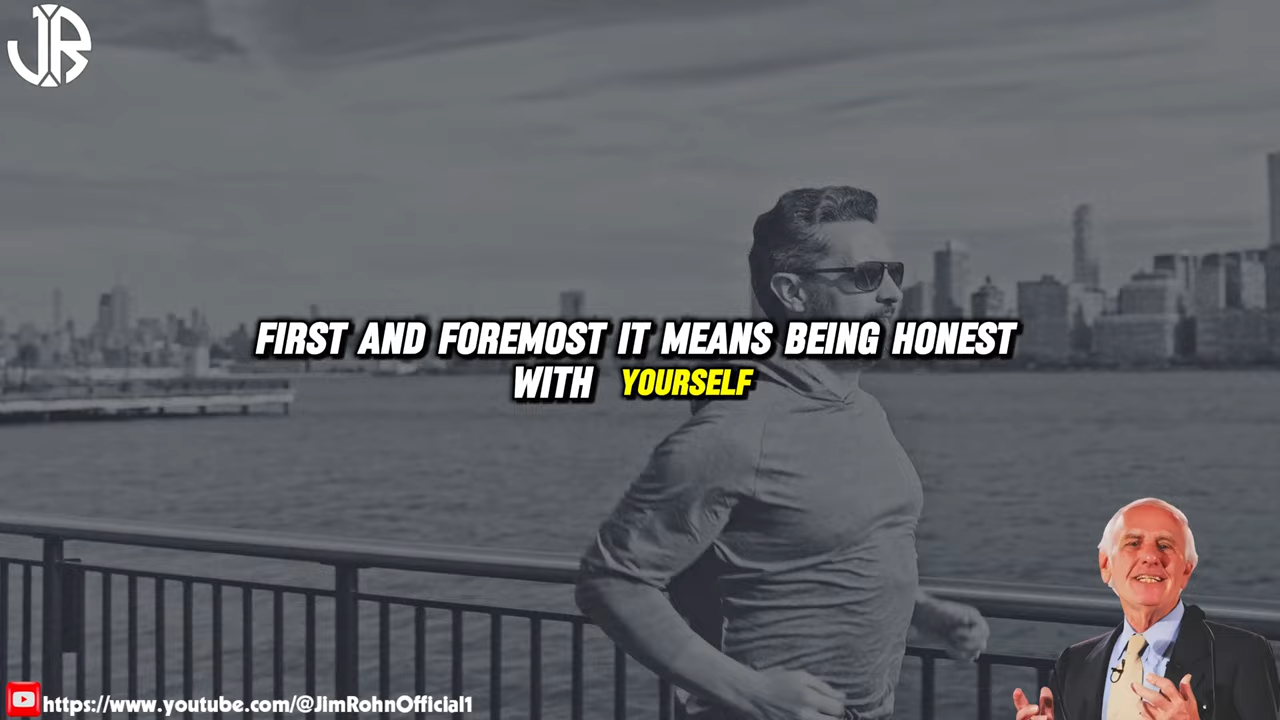 JR
FIRST AND FOREMOST IT MEANS BEING HONEST
WITH YOURSELF
https://www.youtube.com/@JimRohnOfficial1